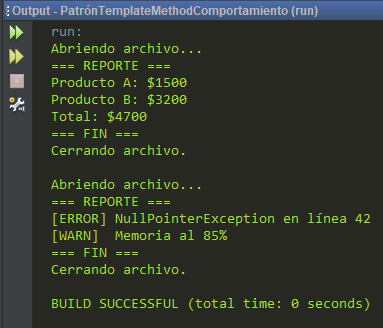 Output - PatrónTemplateMethodComportamiento (run)
run:
Abriendo archivo...
=== REPORTE ===
Producto A: $1500
Producto B: $3200
Total: $4700
=== FIN ===
Cerrando archivo.
Abriendo archivo...
=== REPORTE ===
[ERROR] NullPointerException en línea 42
[WARN]  Memoria al 85%
=== FIN ===
Cerrando archivo.
BUILD SUCCESSFUL (total time: 0 seconds)